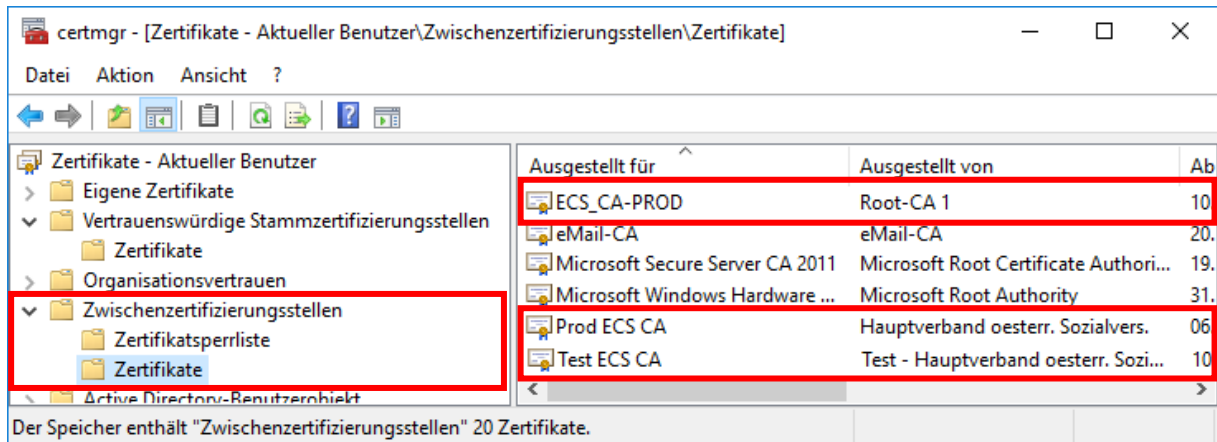 certmgr - [Zertifikate - Aktueller Benutzer\Zwischenzertifizierungsstellen\Zertifikate]
Datei Aktion Ansicht ?
Zertifikate - Aktueller Benutzer
Eigene Zertifikate
Vertrauenswürdige Stammzertifizierungsstellen
Zertifikate
Organisationsvertrauen
Zwischenzertifizierungsstellen
Zertifikatsperrliste
Zertifikate
Active Directory-Benutzerobjekt
Ausgestellt für Ausgestellt von Ab
ECS_CA-PROD Root-CA 1 10.
eMail-CA eMail-CA 20.
Microsoft Secure Server CA 2011 Microsoft Root Certificate Authori... 19.
Microsoft Windows Hardware ... Microsoft Root Authority 31.
Prod ECS CA Hauptverband oesterr. Sozialvers. 06
Test ECS CA Test - Hauptverband oesterr. Sozi... 10
Der Speicher enthält "Zwischenzertifizierungsstellen" 20 Zertifikate.